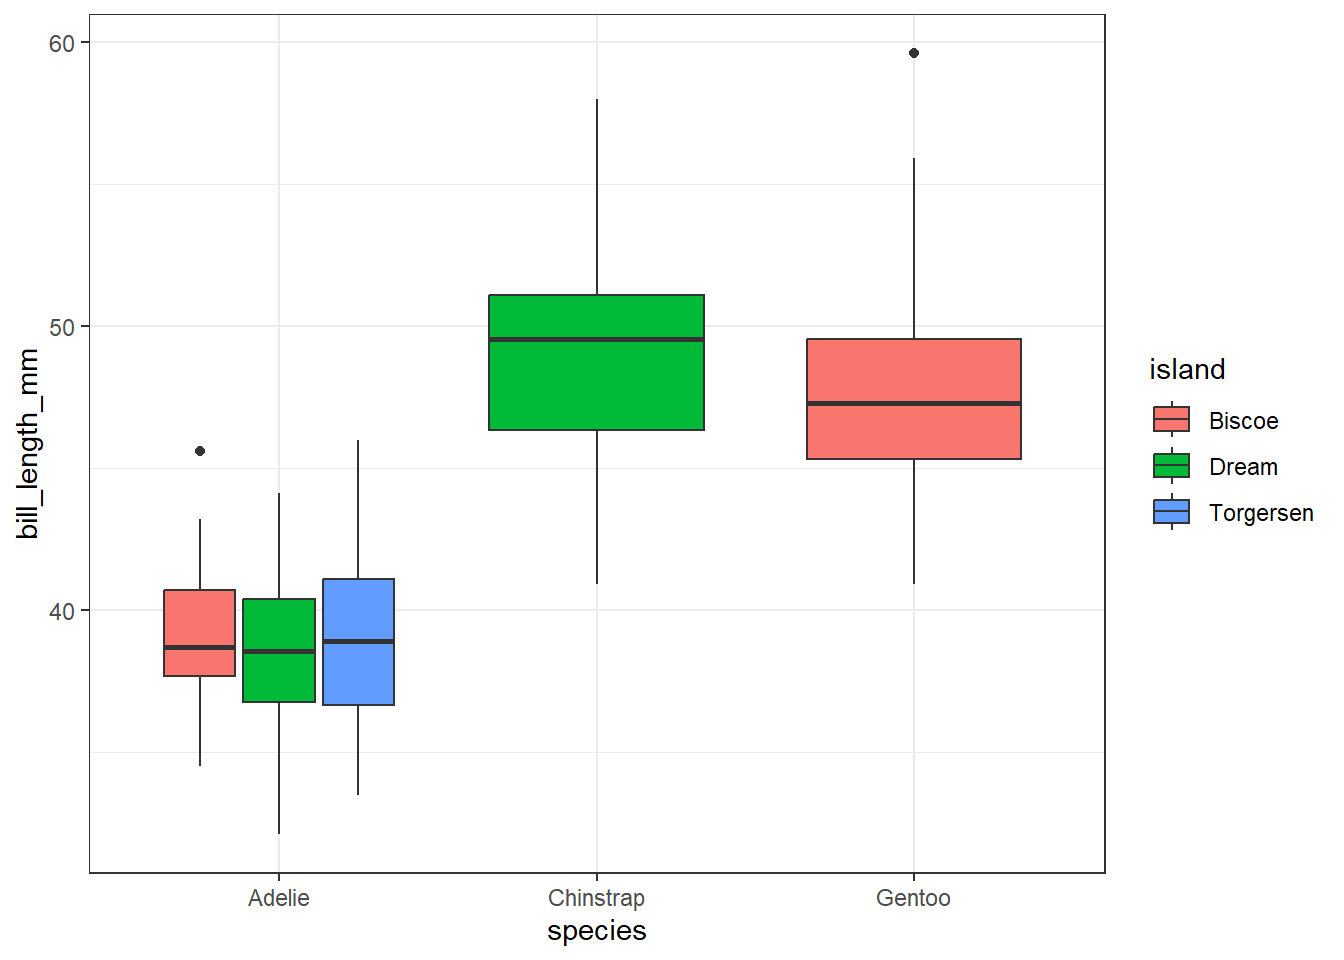 60
50
40
bill_length_mm
Adelie
Chinstrap
Gentoo
species
island
Biscoe
Dream
Torgersen